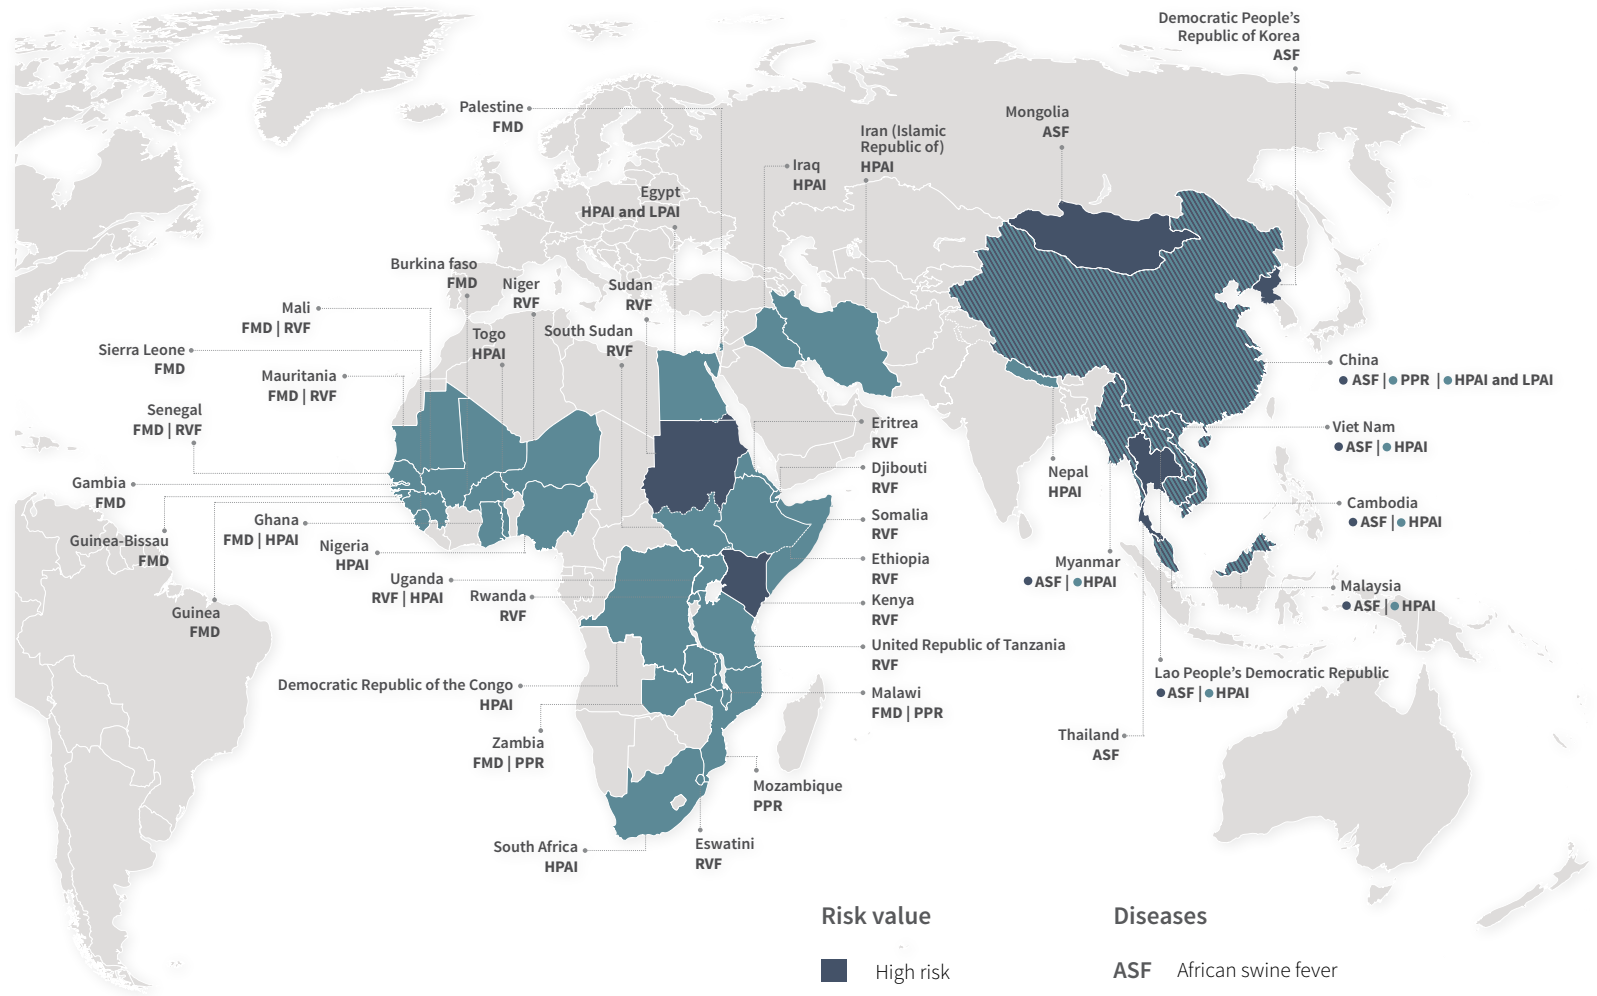 Democratic People's
Republic of Korea
ASF
Palestine
FMD
Mongolia
ASF
Iran (Islamic
Republic of)
HPAI
Iraq
HPAI
Egypt
HPAI and LPAI
Burkina faso
FMD
Niger
RVF
Sudan
RVF
Mali
FMD | RVF
Togo
HPAI
South Sudan
RVF
Sierra Leone
FMD
Mauritania
FMD | RVF
China
ASF | PPR | HPAI and LPAI
Senegal
FMD | RVF
Eritrea
RVF
Viet Nam
ASF | HPAI
Djibouti
RVF
Nepal
HPAI
Gambia
FMD
Cambodia
ASF | HPAI
Ghana
FMD | HPAI
Somalia
RVF
Guinea-Bissau
FMD
Nigeria
HPAI
Ethiopia
RVF
Myanmar
ASF | HPAI
Uganda
RVF | HPAI
Rwanda
RVF
Kenya
RVF
Malaysia
ASF | HPAI
Guinea
FMD
United Republic of Tanzania
RVF
Lao People's Democratic Republic
ASF | HPAI
Democratic Republic of the Congo
HPAI
Malawi
FMD | PPR
Zambia
FMD | PPR
Thailand
ASF
Mozambique
PPR
South Africa
HPAI
Eswatini
RVF
Risk value
High risk
Diseases
ASF African swine fever